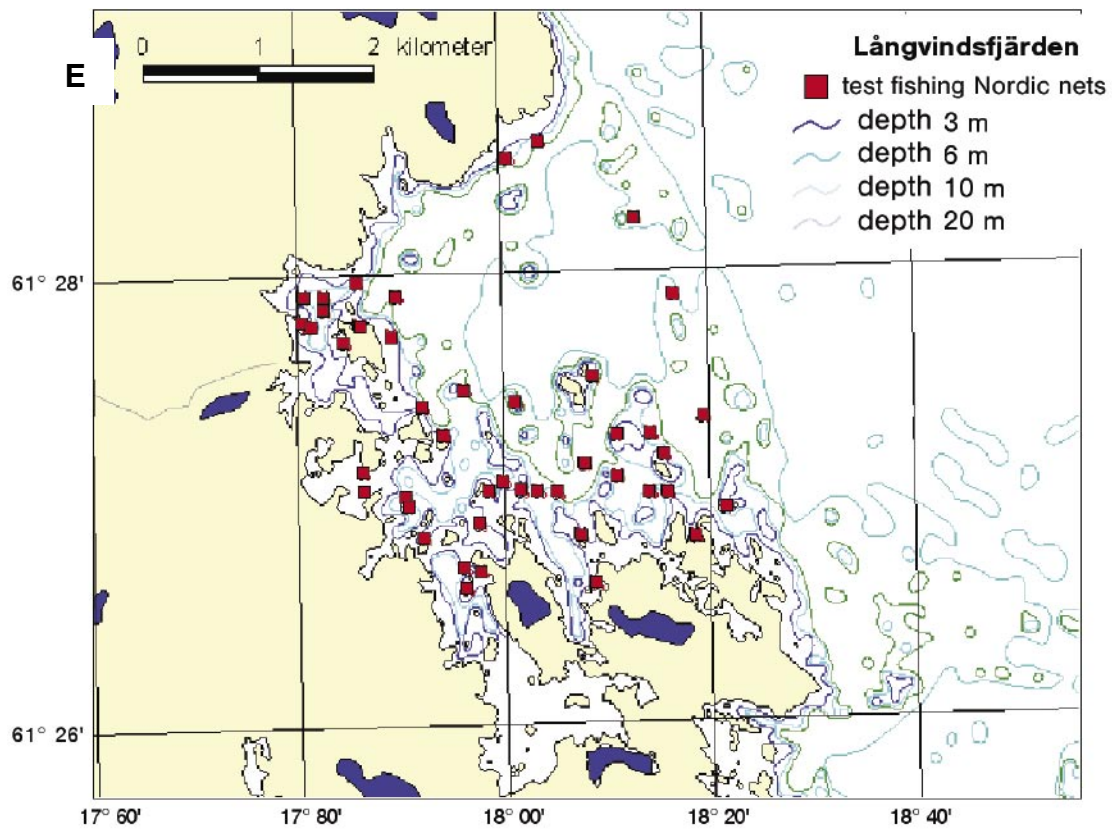 E
0 1 2 kilometer
Långvindsfjärden
test fishing Nordic nets
depth 3 m
depth 6 m
depth 10 m
depth 20 m
61° 28'
61° 26'
17° 60' 17° 80' 18° 00' 18° 20' 18° 40'